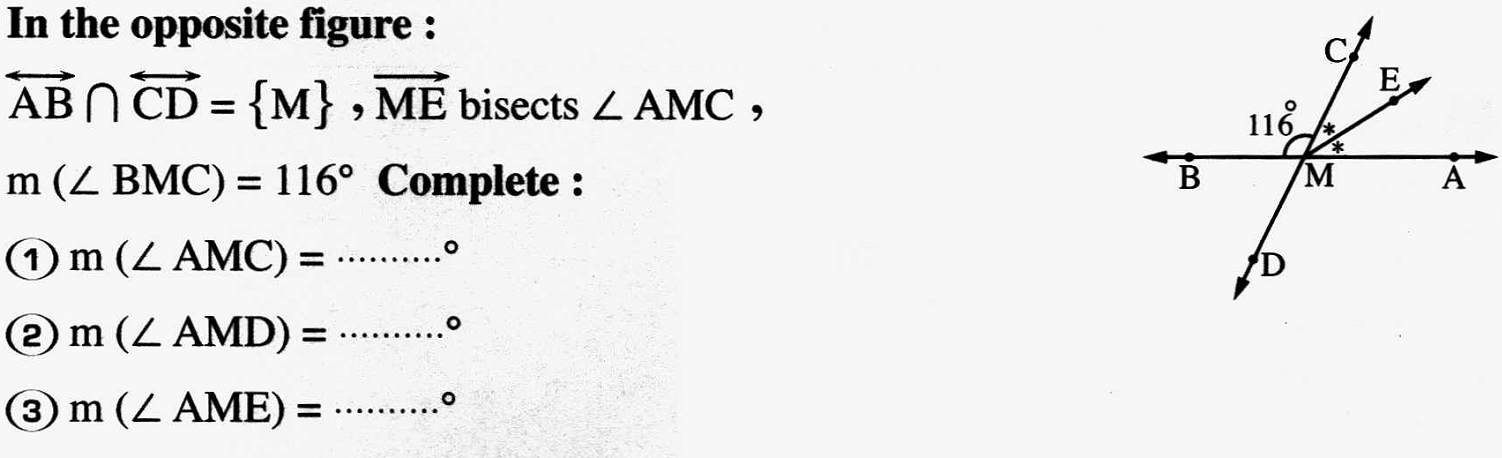 In the opposite figure :
AB ∩ CD = {M} , ME bisects ∠ AMC ,
m (∠ BMC) = 116° Complete :
① m (∠ AMC) = ..........°
② m (∠ AMD) = ..........°
③ m (∠ AME) = ..........°
C
E
116°
*
*
B
M
A
D